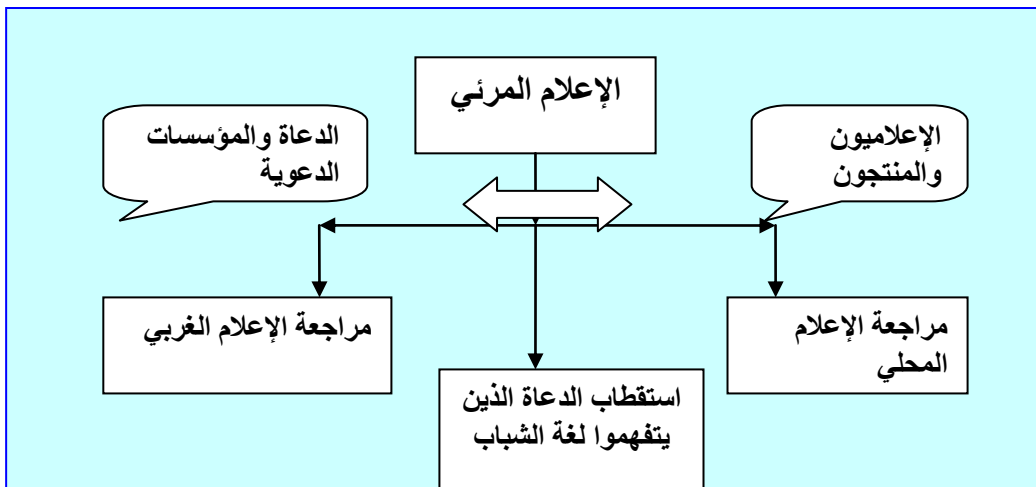 الإعلام المرئي
الإعلاميون
والمنتجون
الدعاة والمؤسسات
الدعوية
مراجعة الإعلام
المحلي
مراجعة الإعلام الغربي
استقطاب الدعاة الذين
يتفهموا لغة الشباب